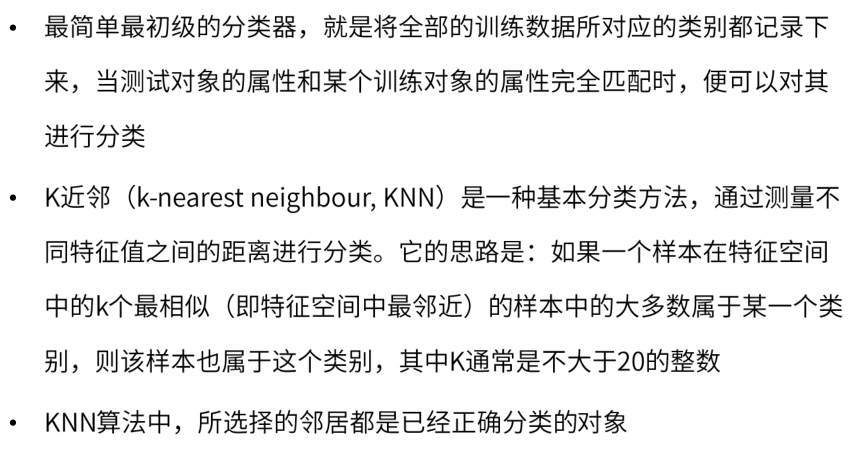 • 最简单最初级的分类器，就是将全部的训练数据所对应的类别都记录下
来，当测试对象的属性和某个训练对象的属性完全匹配时，便可以对其
进行分类
• K近邻（k-nearest neighbour, KNN）是一种基本分类方法，通过测量不
同特征值之间的距离进行分类。它的思路是：如果一个样本在特征空间
中的k个最相似（即特征空间中最邻近）的样本中的大多数属于某一个类
别，则该样本也属于这个类别，其中K通常是不大于20的整数
• KNN算法中，所选择的邻居都是已经正确分类的对象